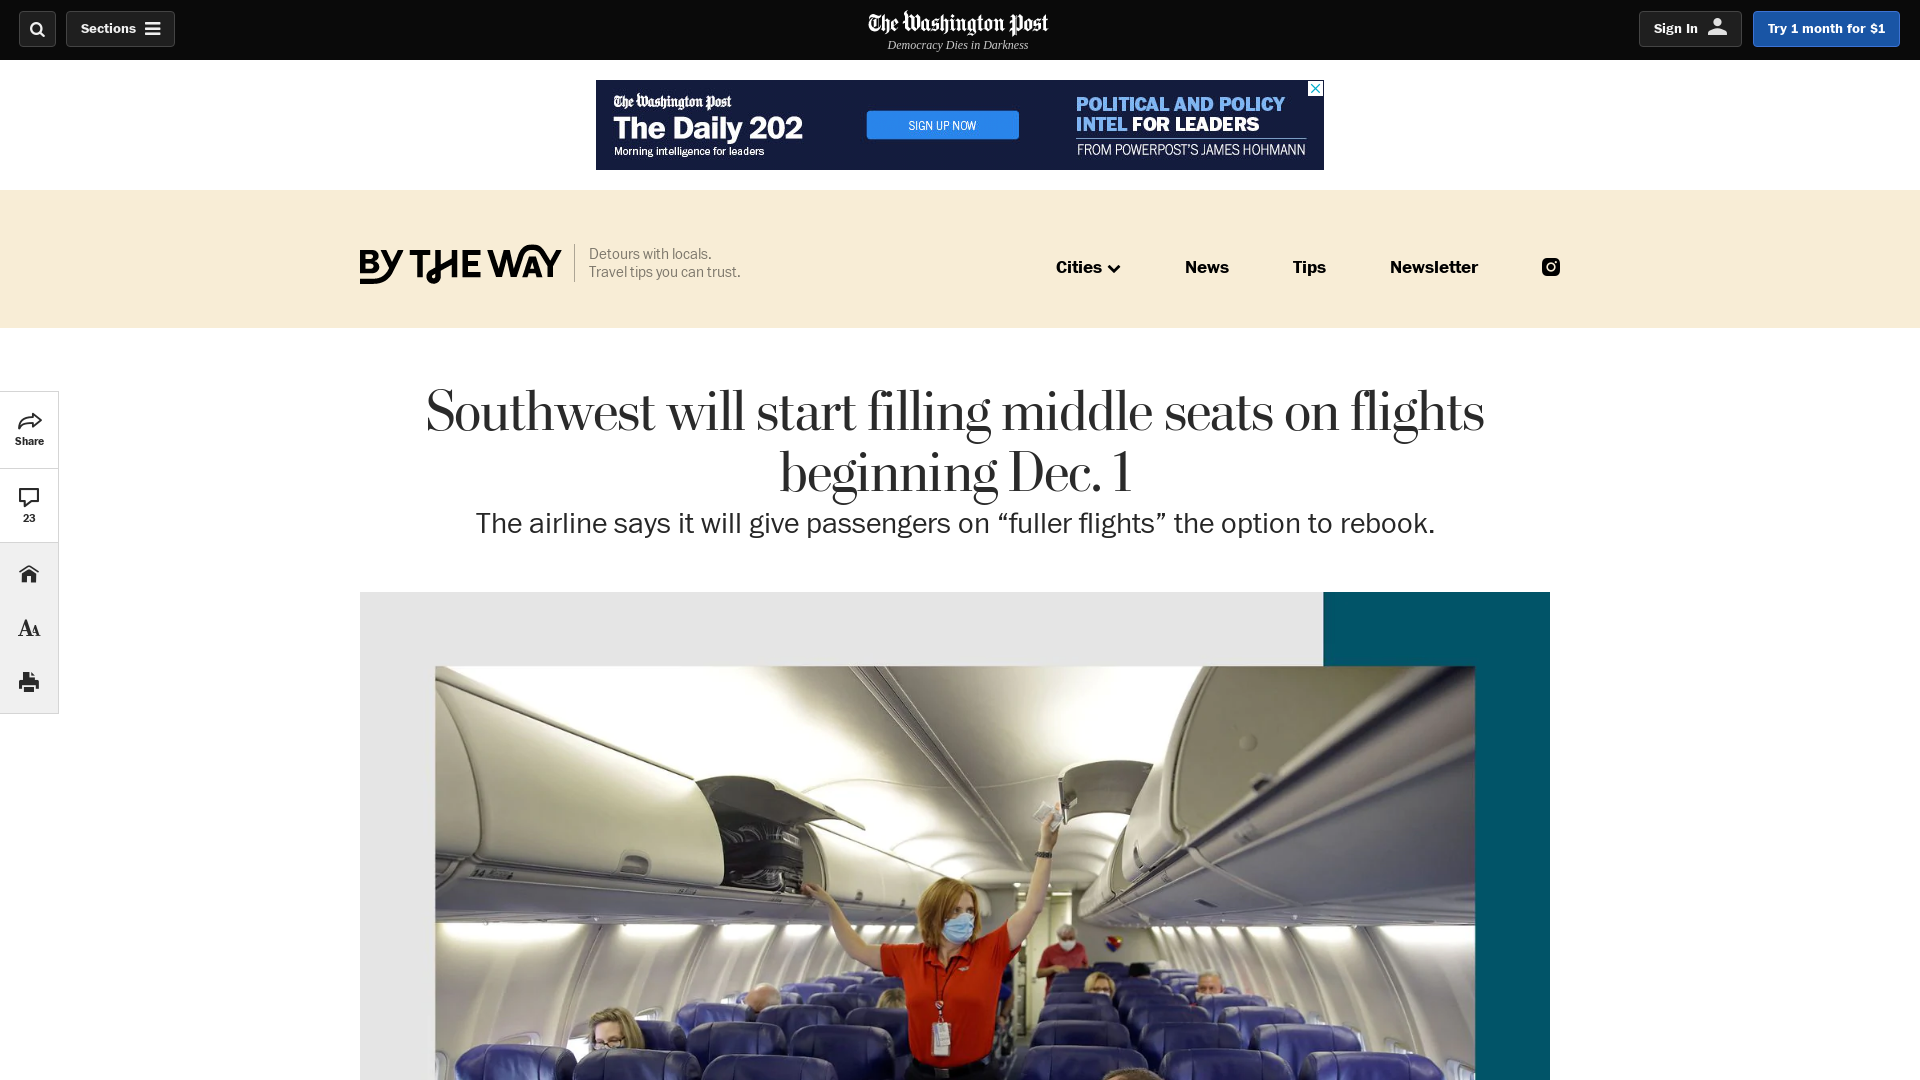 Sections
The Washington Post
Democracy Dies in Darkness
Sign In
Try 1 month for $1
The Washington Post
The Daily 202
Morning intelligence for leaders
SIGN UP NOW
POLITICAL AND POLICY
INTEL FOR LEADERS
FROM POWERPOST'S JAMES HOHMANN
BY THE WAY
Detours with locals.
Travel tips you can trust.
Cities
News
Tips
Newsletter
Share
23
AA
Southwest will start filling middle seats on flights
beginning Dec. 1
The airline says it will give passengers on “fuller flights” the option to rebook.